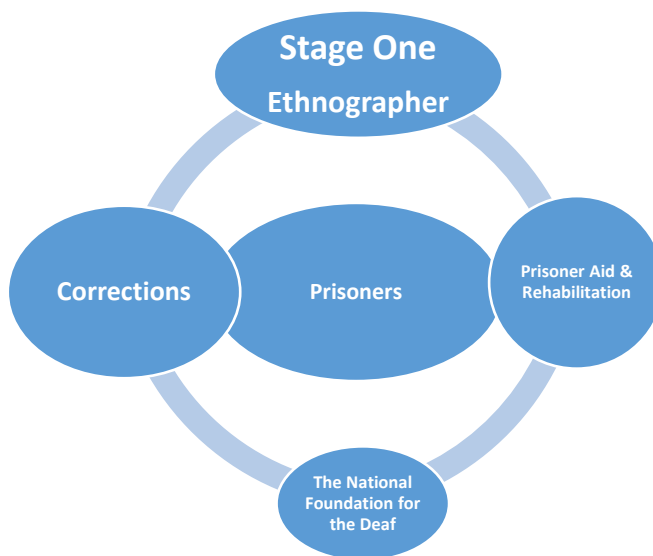 Stage One
Ethnographer
Corrections
Prisoners
Prisoner Aid &
Rehabilitation
The National
Foundation for
the Deaf